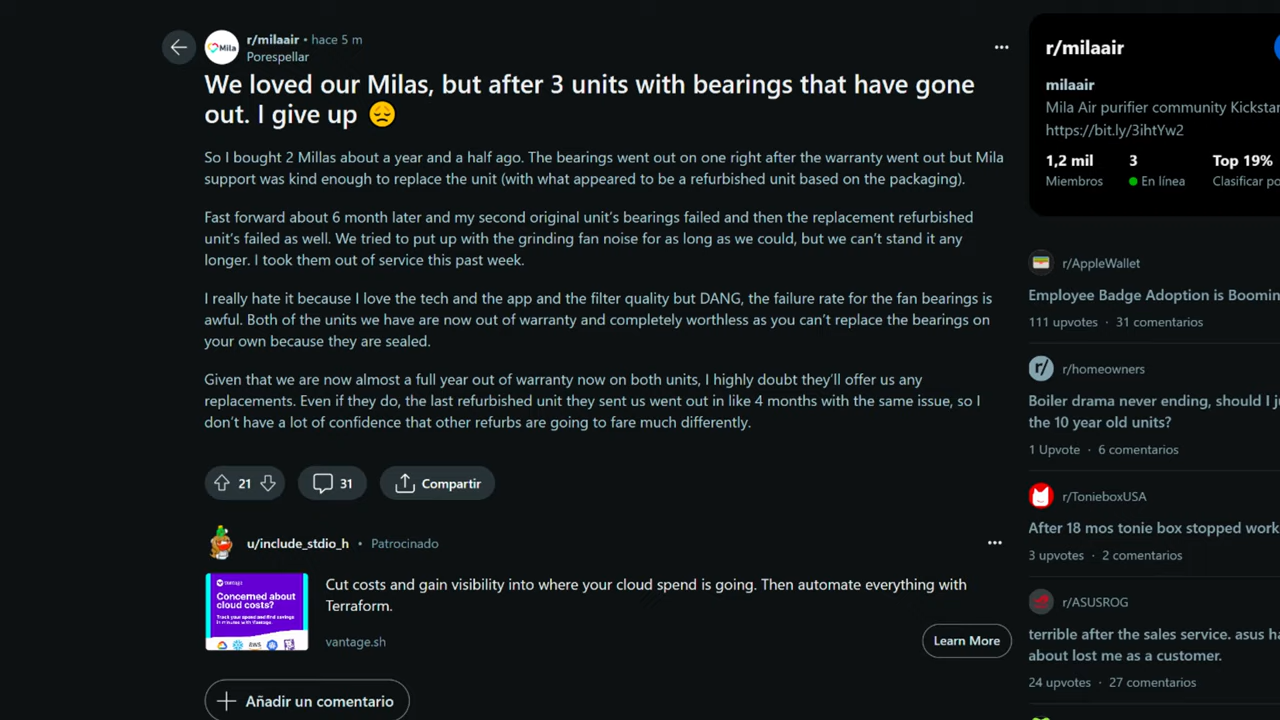 r/milaair • hace 5 m
Mila
Porespellar
We loved our Milas, but after 3 units with bearings that have gone
out. I give up 😔
So I bought 2 Millas about a year and a half ago. The bearings went out on one right after the warranty went out but Mila
support was kind enough to replace the unit (with what appeared to be a refurbished unit based on the packaging).
Fast forward about 6 month later and my second original unit's bearings failed and then the replacement refurbished
unit's failed as well. We tried to put up with the grinding fan noise for as long as we could, but we can't stand it any
longer. I took them out of service this past week.
I really hate it because I love the tech and the app and the filter quality but DANG, the failure rate for the fan bearings is
awful. Both of the units we have are now out of warranty and completely worthless as you can't replace the bearings on
your own because they are sealed.
Given that we are now almost a full year out of warranty now on both units, I highly doubt they'll offer us any
replacements. Even if they do, the last refurbished unit they sent us went out in like 4 months with the same issue, so I
don't have a lot of confidence that other refurbs are going to fare much differently.
21
31
Compartir
u/include_stdio_h • Patrocinado
Cut costs and gain visibility into where your cloud spend is going. Then automate everything with
Terraform.
vantage.sh
Learn More
Vantage
Concerned about
cloud costs?
Track your spend and find savings
in minutes with Vantage.
aws
Añadir un comentario
r/milaair
milaair
Mila Air purifier community Kickstar
https://bit.ly/3ihtYw2
1,2 mil 3 Top 19%
Miembros En línea Clasificar po
r/AppleWallet
Employee Badge Adoption is Boomin
111 upvotes • 31 comentarios
r/
r/homeowners
Boiler drama never ending, should I ju
the 10 year old units?
1 Upvote • 6 comentarios
r/TonieboxUSA
After 18 mos tonie box stopped work
3 upvotes • 2 comentarios
r/ASUSROG
terrible after the sales service. asus ha
about lost me as a customer.
24 upvotes • 27 comentarios